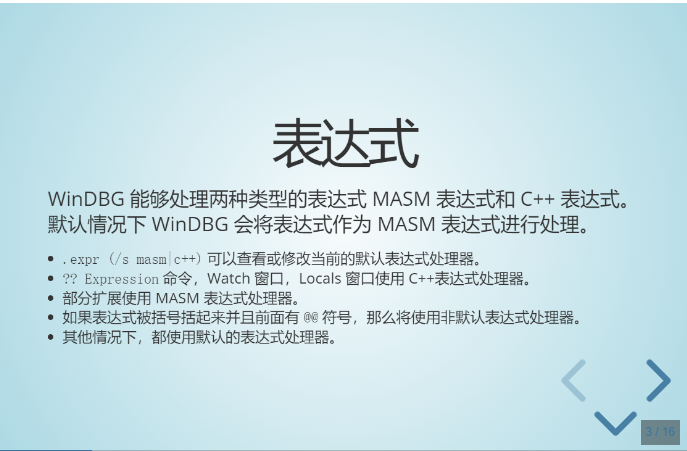 表达式
WinDBG 能够处理两种类型的表达式 MASM 表达式和 C++ 表达式。
默认情况下 WinDBG 会将表达式作为 MASM 表达式进行处理。
.expr (/s masm|c++) 可以查看或修改当前的默认表达式处理器。
?? Expression 命令，Watch 窗口，Locals 窗口使用 C++表达式处理器。
部分扩展使用 MASM 表达式处理器。
如果表达式被括号括起来并且前面有 @@ 符号，那么将使用非默认表达式处理器。
其他情况下，都使用默认的表达式处理器。
3 / 16